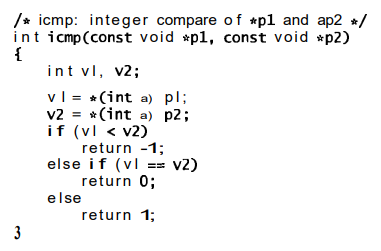 /* icmp: integer compare of *p1 and ap2 */
int icmp(const void *p1, const void *p2)
{
int vl, v2;
vl = *(int a) pl;
v2 = *(int a) p2;
if (vl < v2)
return -1;
else if (vl == v2)
return 0;
else
return 1;
3